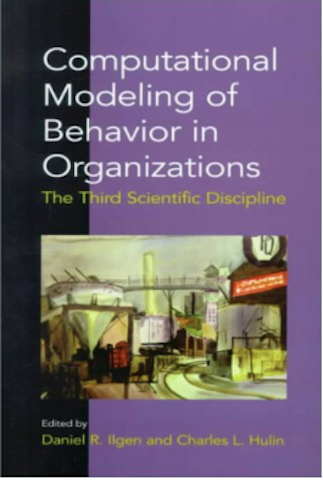 Computational
Modeling of
Behavior in
Organizations
The Third Scientific Discipline
Edited by
Daniel R. Ilgen and Charles L. Hulin